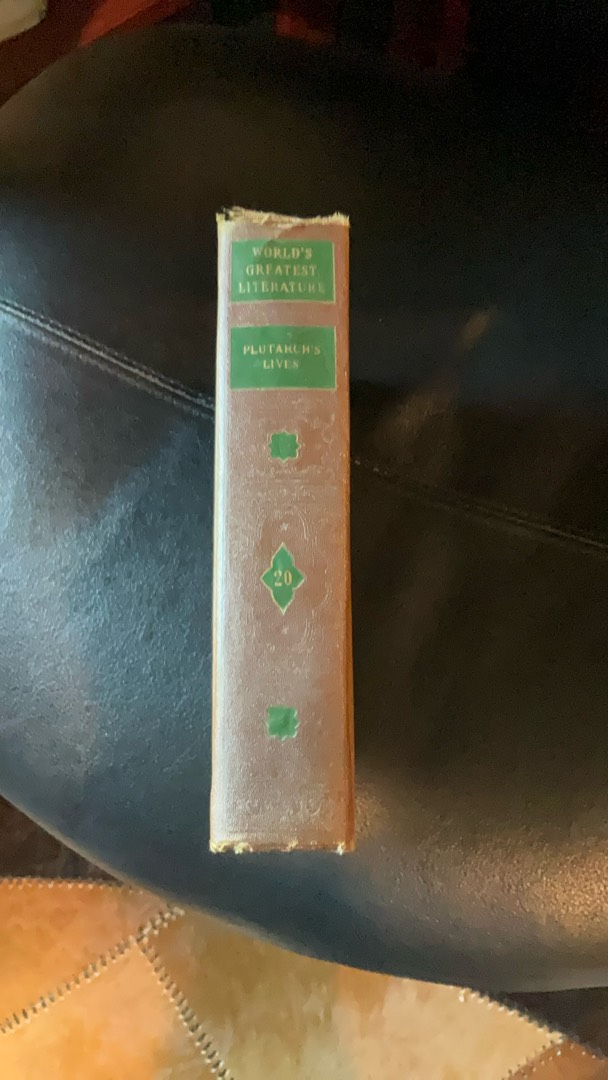 WORLD'S
GREATEST
LITERATURE
PLUTARCH'S
LIVES
20